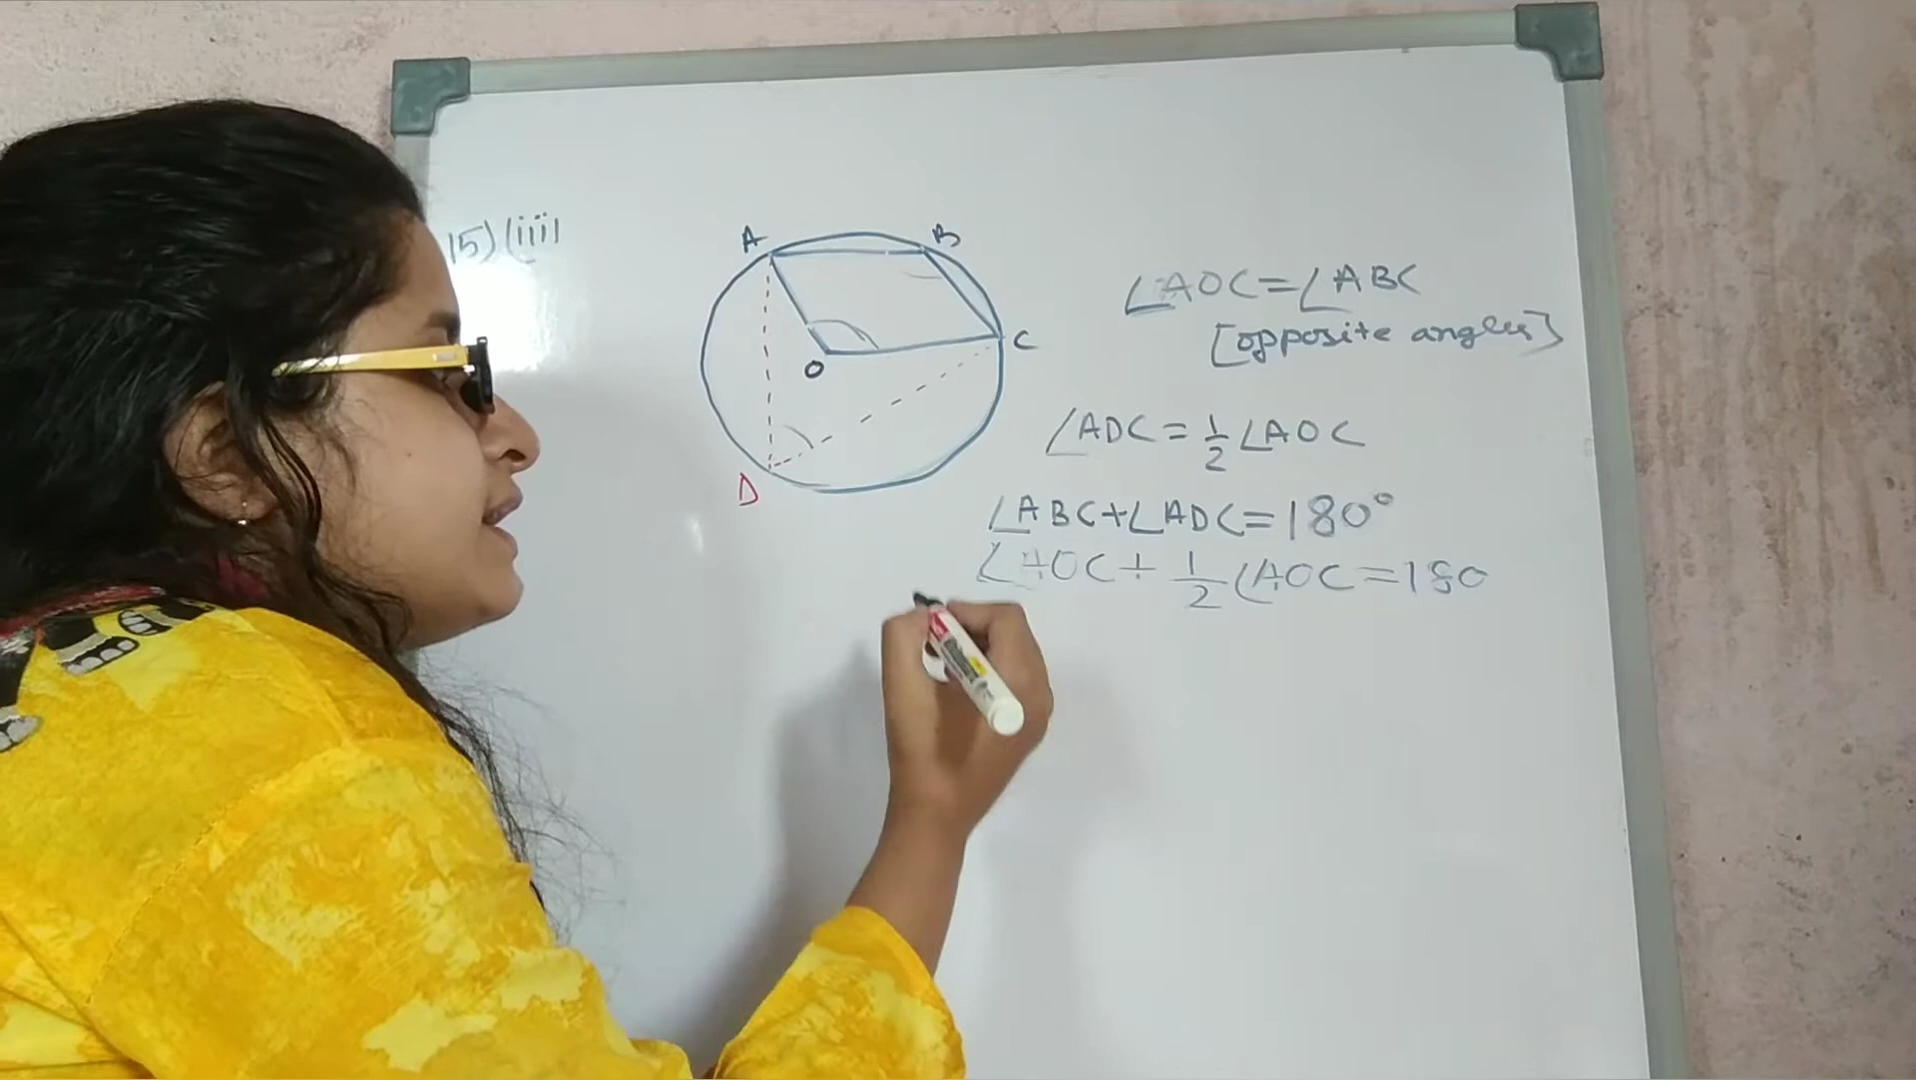 15)(iii)
A B
C
O
D
∠AOC=∠ABC
[opposite angles]
∠ADC=1/2∠AOC
∠ABC+∠ADC=180°
∠AOC+1/2∠AOC=180